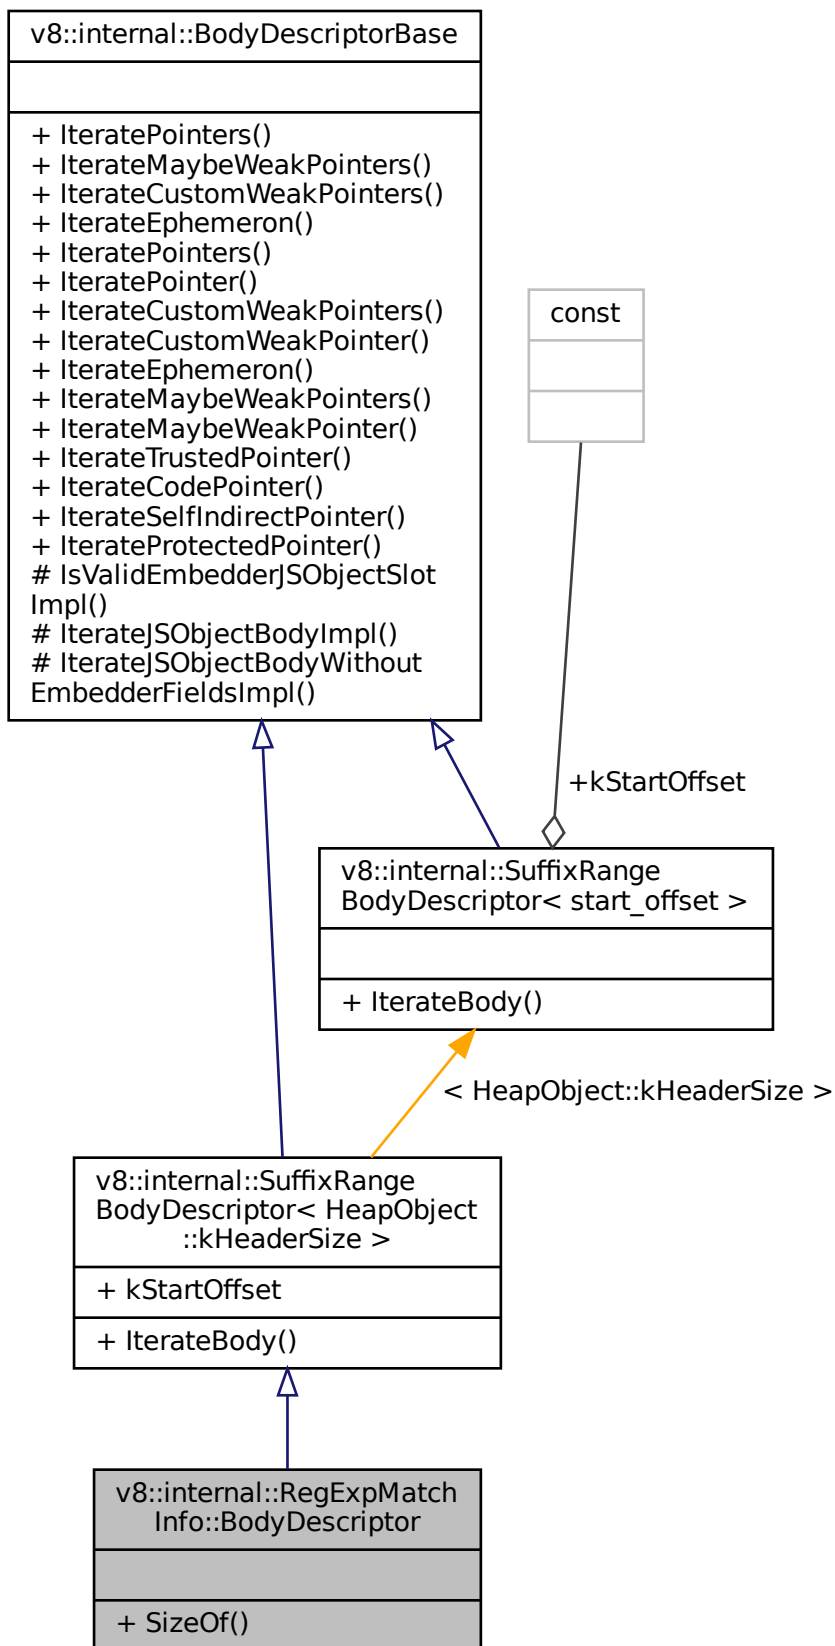 v8::internal::BodyDescriptorBase
+ IteratePointers()
+ IterateMaybeWeakPointers()
+ IterateCustomWeakPointers()
+ IterateEphemeron()
+ IteratePointers()
+ IteratePointer()
+ IterateCustomWeakPointers()
+ IterateCustomWeakPointer()
+ IterateEphemeron()
+ IterateMaybeWeakPointers()
+ IterateMaybeWeakPointer()
+ IterateTrustedPointer()
+ IterateCodePointer()
+ IterateSelfIndirectPointer()
+ IterateProtectedPointer()
# IsValidEmbedderJSObjectSlot
Impl()
# IterateJSObjectBodyImpl()
# IterateJSObjectBodyWithout
EmbedderFieldsImpl()
const
+kStartOffset
v8::internal::SuffixRange
BodyDescriptor< start_offset >
+ IterateBody()
< HeapObject::kHeaderSize >
v8::internal::SuffixRange
BodyDescriptor< HeapObject
::kHeaderSize >
+ kStartOffset
+ IterateBody()
v8::internal::RegExpMatch
Info::BodyDescriptor
+ SizeOf()